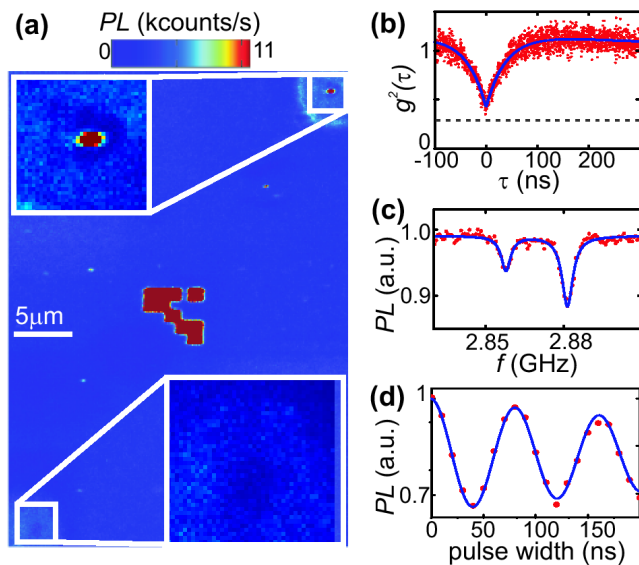 (a) PL (kcounts/s)
0 11
5μm
(b)
g²(τ)
1
0
-100 0 100 200
τ (ns)
(c)
PL (a.u.)
1.0
0.9
2.85 2.88
f (GHz)
(d)
PL (a.u.)
1
0.7
0 50 100 150
pulse width (ns)